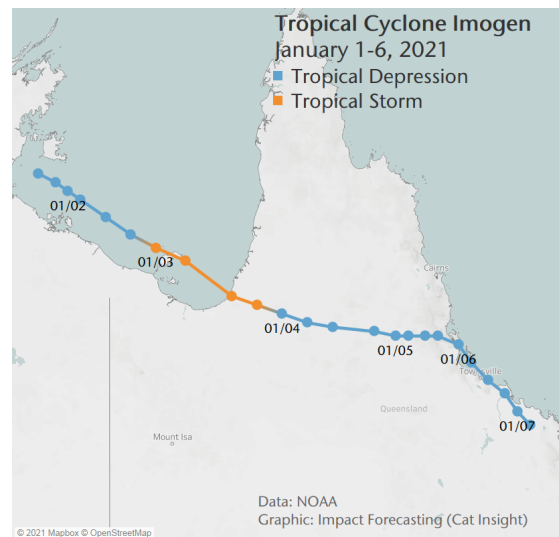 Tropical Cyclone Imogen
January 1-6, 2021
Tropical Depression
Tropical Storm
01/02
01/03
Cairns
01/04
01/05
01/06
Townsville
Queensland
01/07
Mount Isa
Data: NOAA
Graphic: Impact Forecasting (Cat Insight)
© 2021 Mapbox © OpenStreetMap